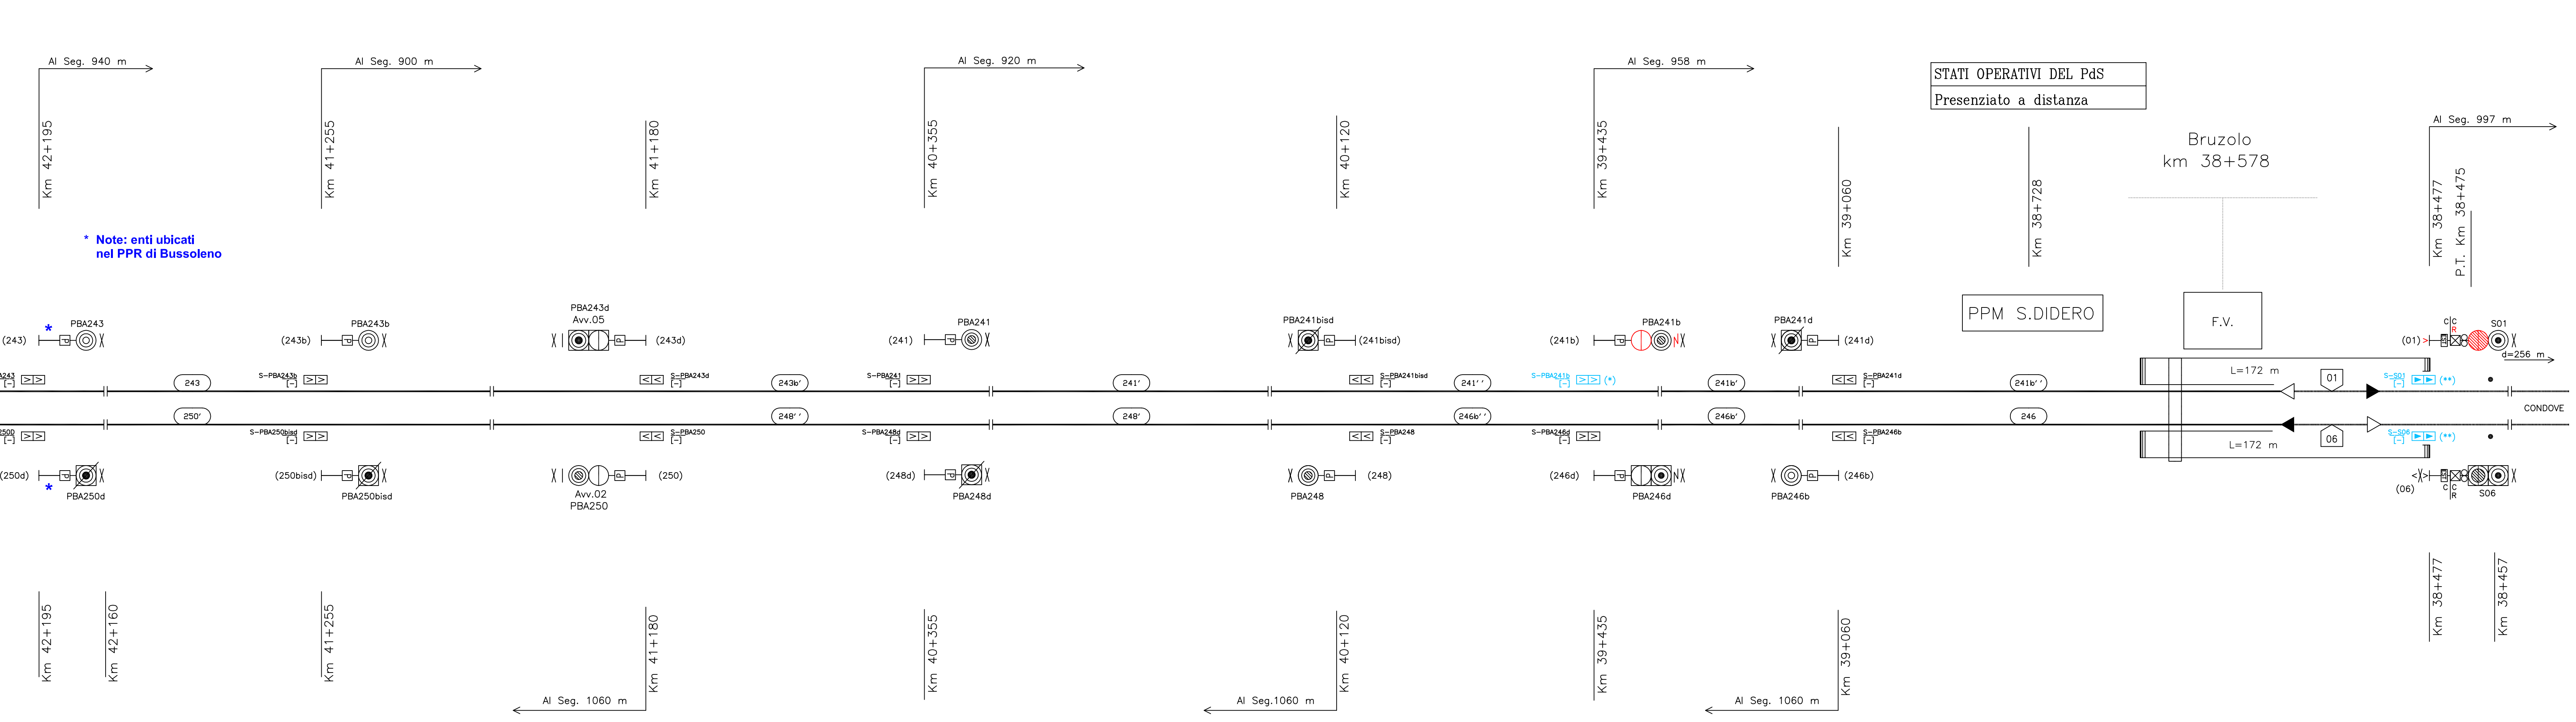 Al Seg. 940 m
Al Seg. 900 m
Al Seg. 920 m
Al Seg. 958 m
STATI OPERATIVI DEL PdS
Presenziato a distanza
Al Seg. 997 m
Km 42+195
Km 41+255
Km 41+180
Km 40+355
Km 40+120
Km 39+435
Km 39+060
Km 38+728
Bruzolo
km 38+578
Km 38+477
P.T. Km 38+475
* Note: enti ubicati
nel PPR di Bussoleno
PPM S.DIDERO
F.V.
(243)
*
PBA243
(243b)
PBA243b
PBA243d
Avv.05
(243d)
(241)
PBA241
PBA241bisd
(241bisd)
(241b)
PBA241b
N
PBA241d
(241d)
(01)
C C
R
S01
d=256 m
A243
[-]
S-PBA243b
[-]
S-PBA243d
[-]
S-PBA241
[-]
S-PBA241bisd
[-]
S-PBA241b
[-]
(*)
S-PBA241d
[-]
L=172 m
S-S01
[-]
(**)
243
243b'
241'
241''
241b'
241b''
01
CONDOVE
250'
248''
248'
246b''
246b'
246
06
250D
[-]
S-PBA250bisd
[-]
S-PBA250
[-]
S-PBA248d
[-]
S-PBA248
[-]
S-PBA246d
[-]
S-PBA246b
[-]
L=172 m
S-S06
[-]
(**)
(250d)
*
PBA250d
(250bisd)
PBA250bisd
Avv.02
PBA250
(250)
(248d)
PBA248d
PBA248
(248)
(246d)
PBA246d
N
PBA246b
(246b)
(06)
C C
R
S06
Km 42+195
Km 42+160
Km 41+255
Km 41+180
Km 40+355
Km 40+120
Km 39+435
Km 39+060
Km 38+477
Km 38+457
Al Seg. 1060 m
Al Seg.1060 m
Al Seg. 1060 m